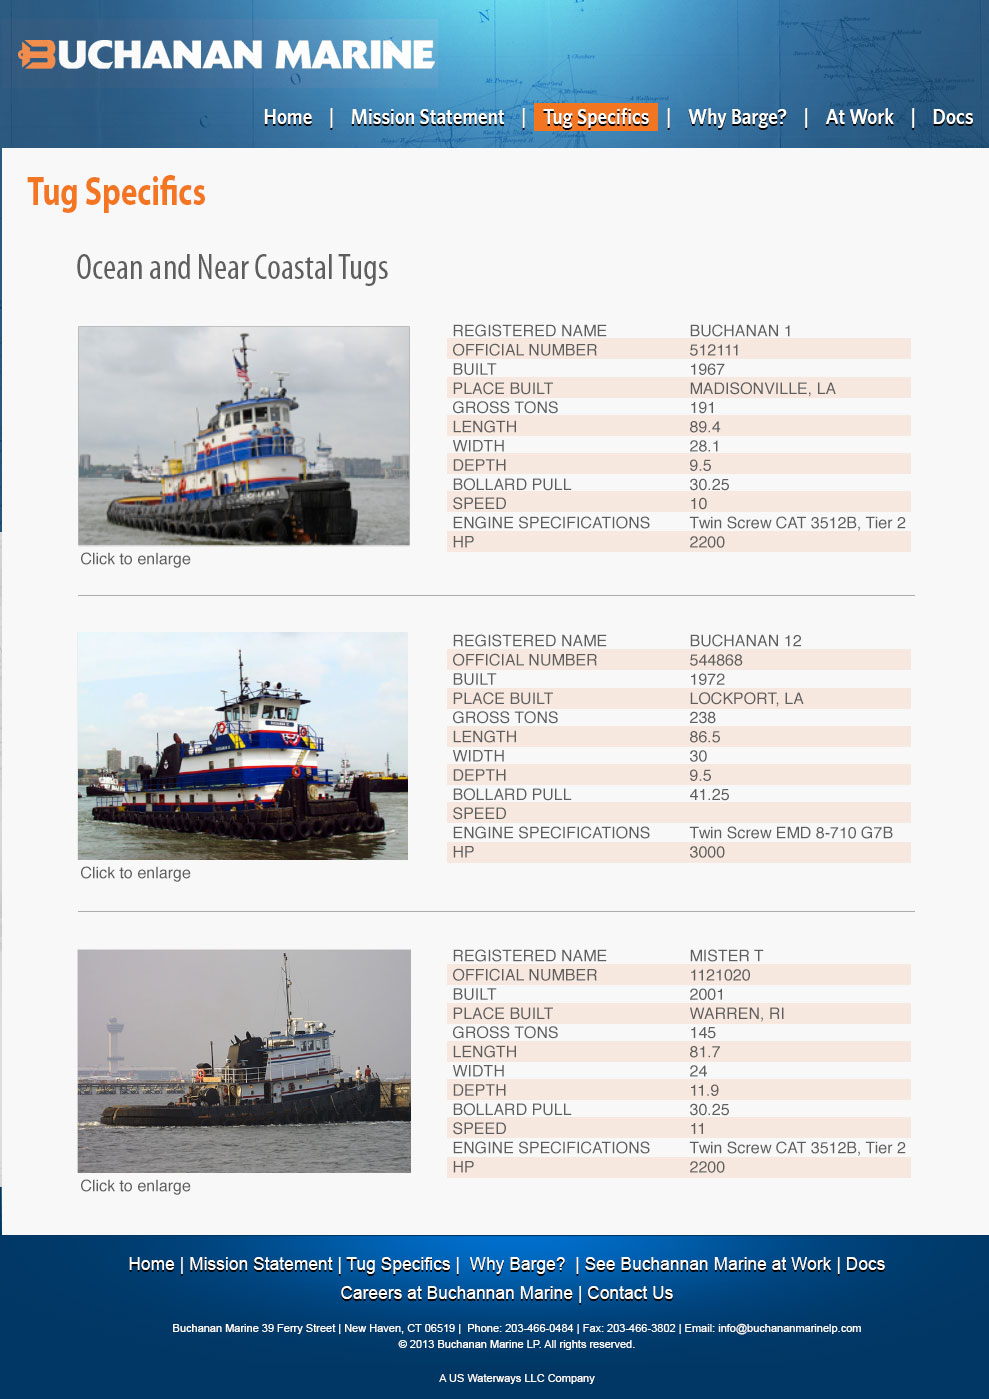 BUCHANAN MARINE
Home | Mission Statement | Tug Specifics | Why Barge? | At Work | Docs
Tug Specifics
Ocean and Near Coastal Tugs
REGISTERED NAME BUCHANAN 1
OFFICIAL NUMBER 512111
BUILT 1967
PLACE BUILT MADISONVILLE, LA
GROSS TONS 191
LENGTH 89.4
WIDTH 28.1
DEPTH 9.5
BOLLARD PULL 30.25
SPEED 10
ENGINE SPECIFICATIONS Twin Screw CAT 3512B, Tier 2
HP 2200
Click to enlarge
REGISTERED NAME BUCHANAN 12
OFFICIAL NUMBER 544868
BUILT 1972
PLACE BUILT LOCKPORT, LA
GROSS TONS 238
LENGTH 86.5
WIDTH 30
DEPTH 9.5
BOLLARD PULL 41.25
SPEED
ENGINE SPECIFICATIONS Twin Screw EMD 8-710 G7B
HP 3000
Click to enlarge
REGISTERED NAME MISTER T
OFFICIAL NUMBER 1121020
BUILT 2001
PLACE BUILT WARREN, RI
GROSS TONS 145
LENGTH 81.7
WIDTH 24
DEPTH 11.9
BOLLARD PULL 30.25
SPEED 11
ENGINE SPECIFICATIONS Twin Screw CAT 3512B, Tier 2
HP 2200
Click to enlarge
Home | Mission Statement | Tug Specifics | Why Barge? | See Buchannan Marine at Work | Docs
Careers at Buchannan Marine | Contact Us
Buchanan Marine 39 Ferry Street | New Haven, CT 06519 | Phone: 203-466-0484 | Fax: 203-466-3802 | Email: info@buchananmarinelp.com
© 2013 Buchanan Marine LP. All rights reserved.
A US Waterways LLC Company